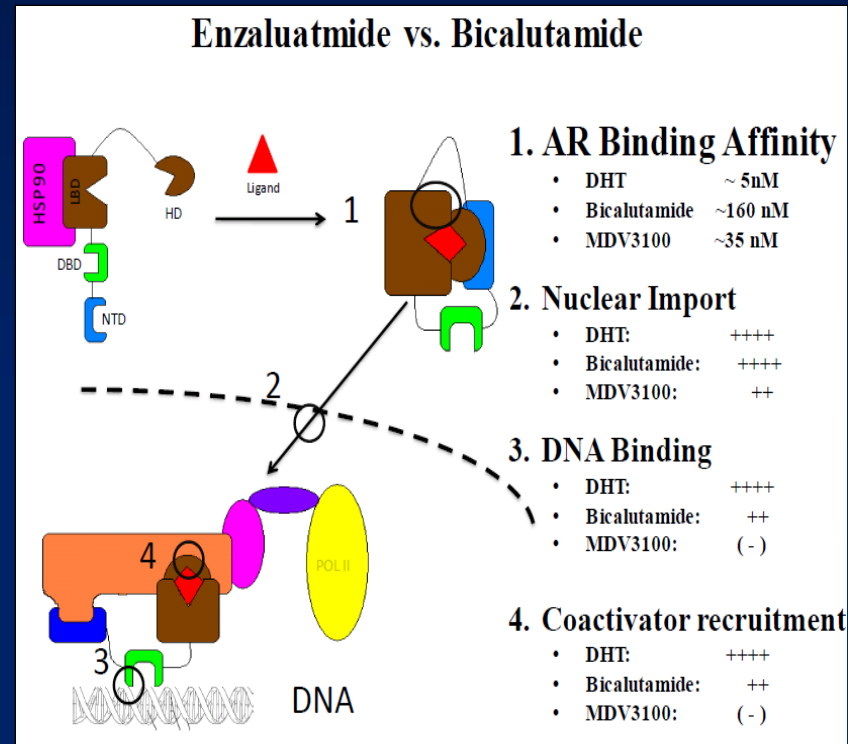 Enzaluatmide vs. Bicalutamide
HSP90
LBD
HD
DBD
NTD
Ligand
1
2
POL II
4
3
DNA
1. AR Binding Affinity
• DHT ~ 5nM
• Bicalutamide ~160 nM
• MDV3100 ~35 nM
2. Nuclear Import
• DHT: ++++
• Bicalutamide: ++++
• MDV3100: ++
3. DNA Binding
• DHT: ++++
• Bicalutamide: ++
• MDV3100: ( - )
4. Coactivator recruitment
• DHT: ++++
• Bicalutamide: ++
• MDV3100: ( - )